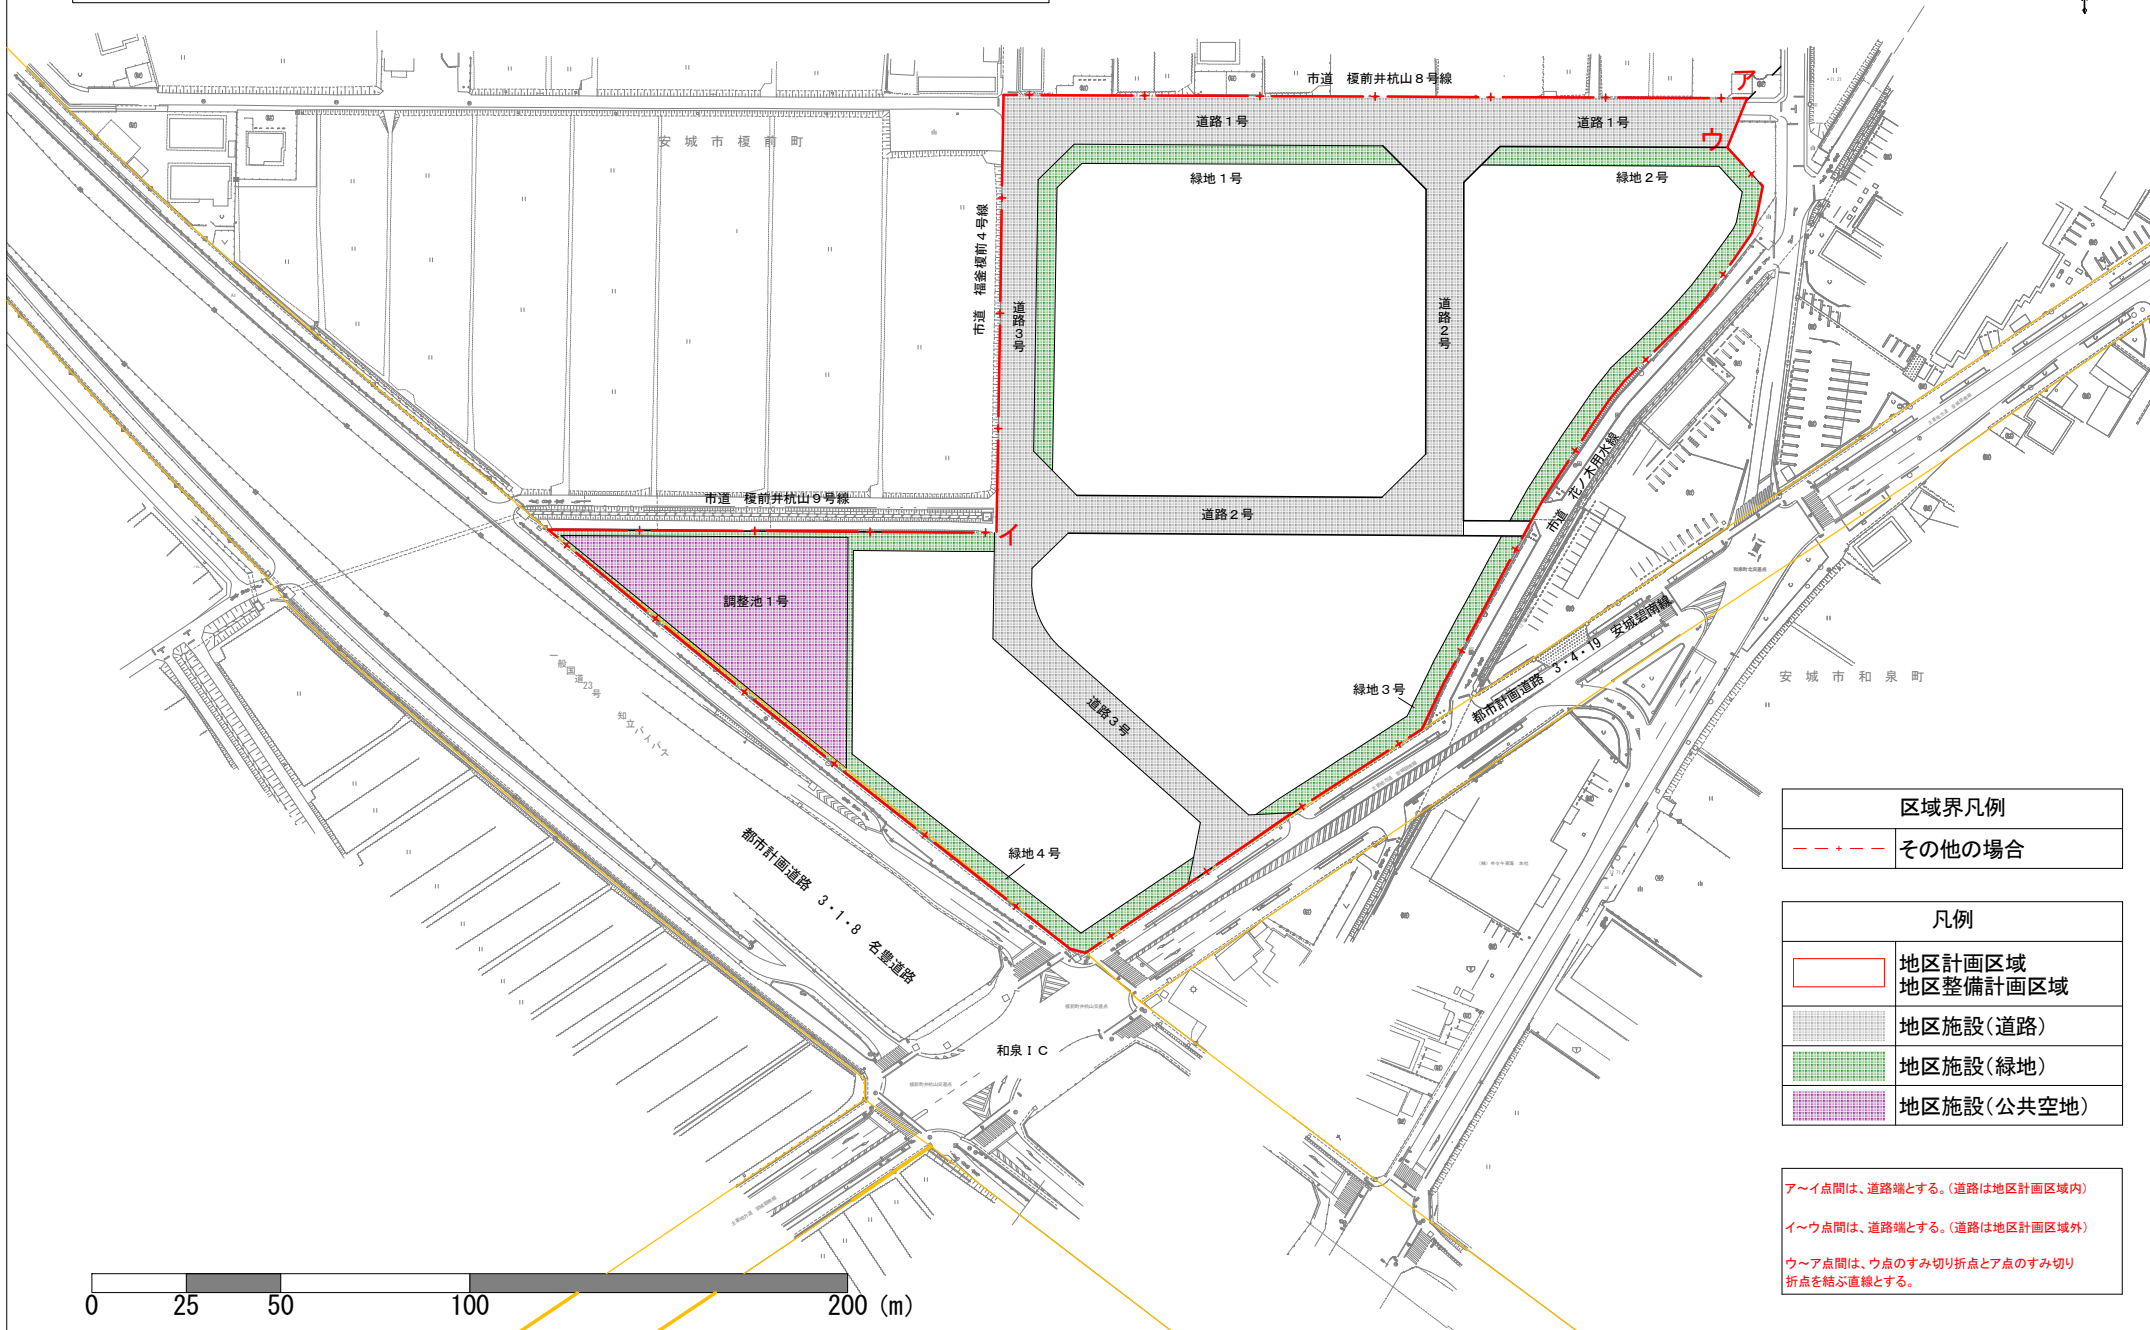 市道　榎前井杭山８号線
ア
道路１号
道路１号
ウ
安城市榎前町
緑地１号
緑地２号
市道　福釜榎前４号線
道路３号
道路２号
市道　花ノ木用水線
市道　榎前井杭山９号線
道路２号
イ
調整池１号
都市計画道路　3・4・19　安城碧南線
一般国道23号　知立バイパス
安城市和泉町
緑地３号
道路３号
都市計画道路　3・1・8　名豊道路
緑地４号
和泉ＩＣ
区域界凡例
その他の場合
凡例
地区計画区域
地区整備計画区域
地区施設（道路）
地区施設（緑地）
地区施設（公共空地）
ア～イ点間は、道路端とする。（道路は地区計画区域内）
イ～ウ点間は、道路端とする。（道路は地区計画区域外）
ウ～ア点間は、ウ点のすみ切り折点とア点のすみ切り
折点を結ぶ直線とする。
0 25 50 100 200 (m)